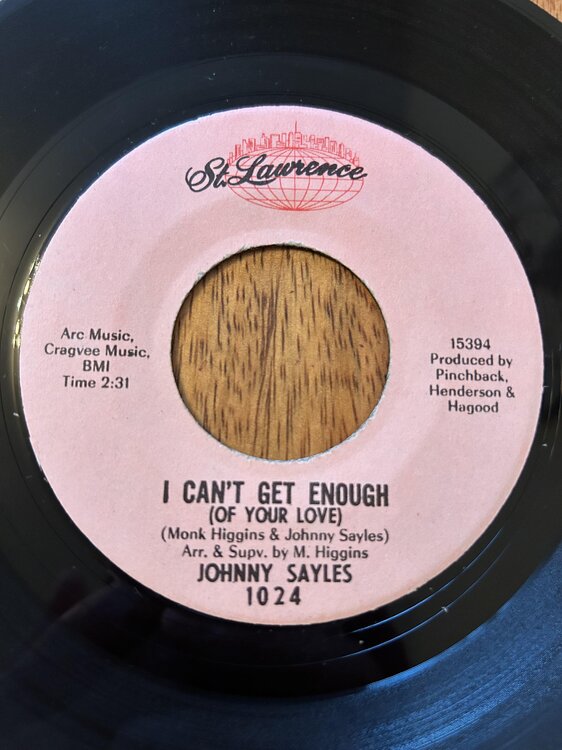 St. Lawrence
Arc Music,
Cragvee Music,
BMI
Time 2:31
15394
Produced by
Pinchback,
Henderson &
Hagood
I CAN'T GET ENOUGH
(OF YOUR LOVE)
(Monk Higgins & Johnny Sayles)
Arr. & Supv. by M. Higgins
JOHNNY SAYLES
1024